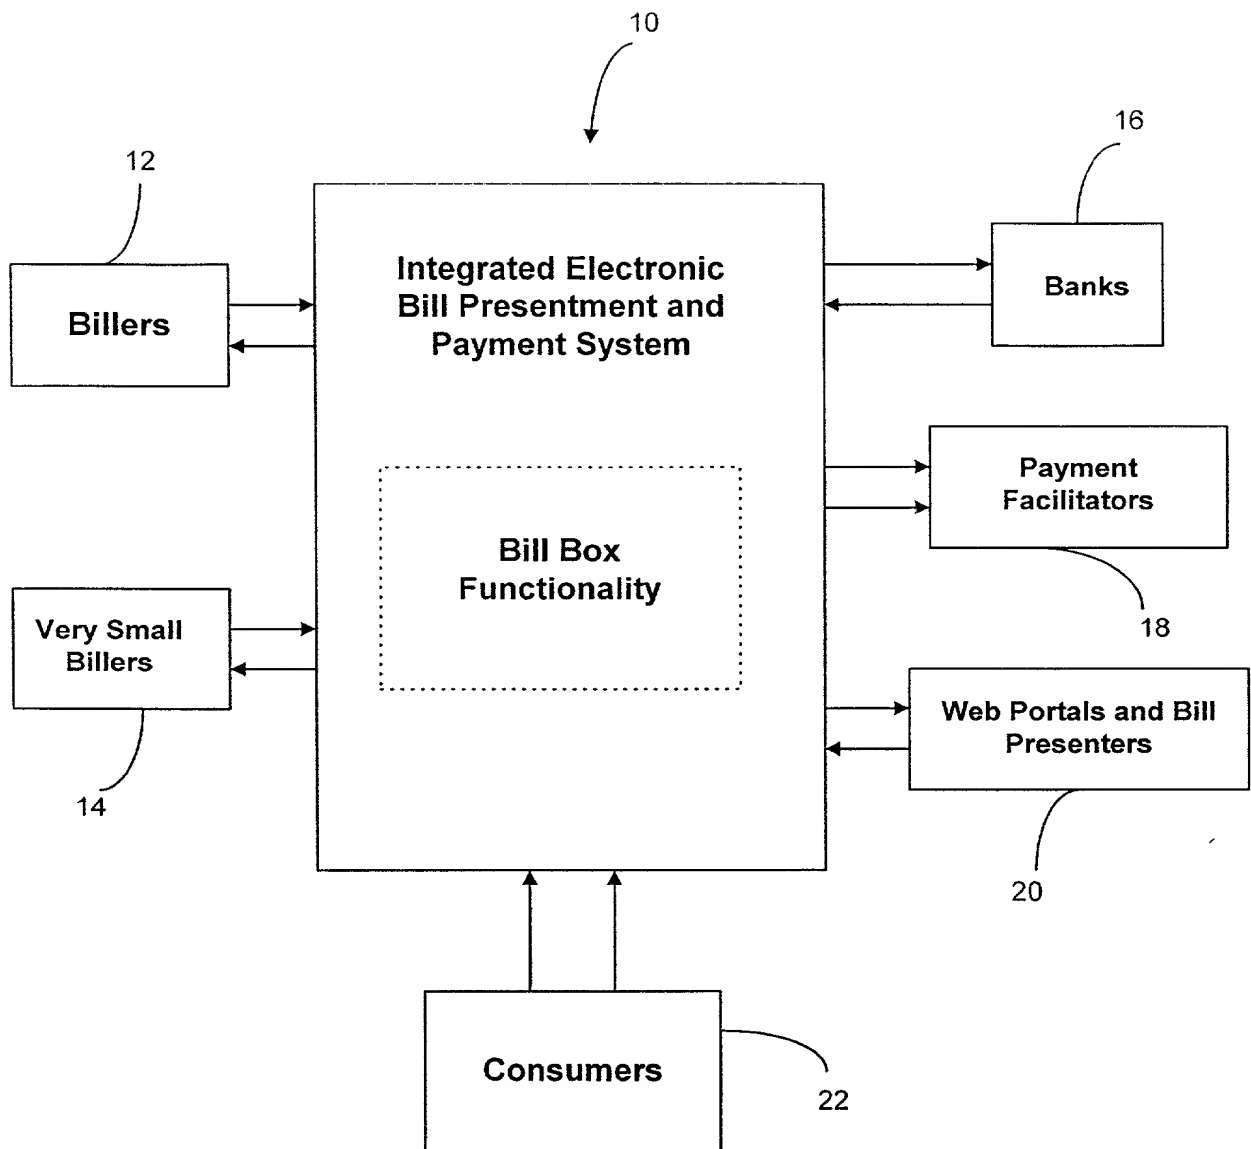 10
12
16
Integrated Electronic
Bill Presentment and
Payment System
Billers
Banks
Payment
Facilitators
Bill Box
Functionality
18
Very Small
Billers
Web Portals and Bill
Presenters
14
20
Consumers
22